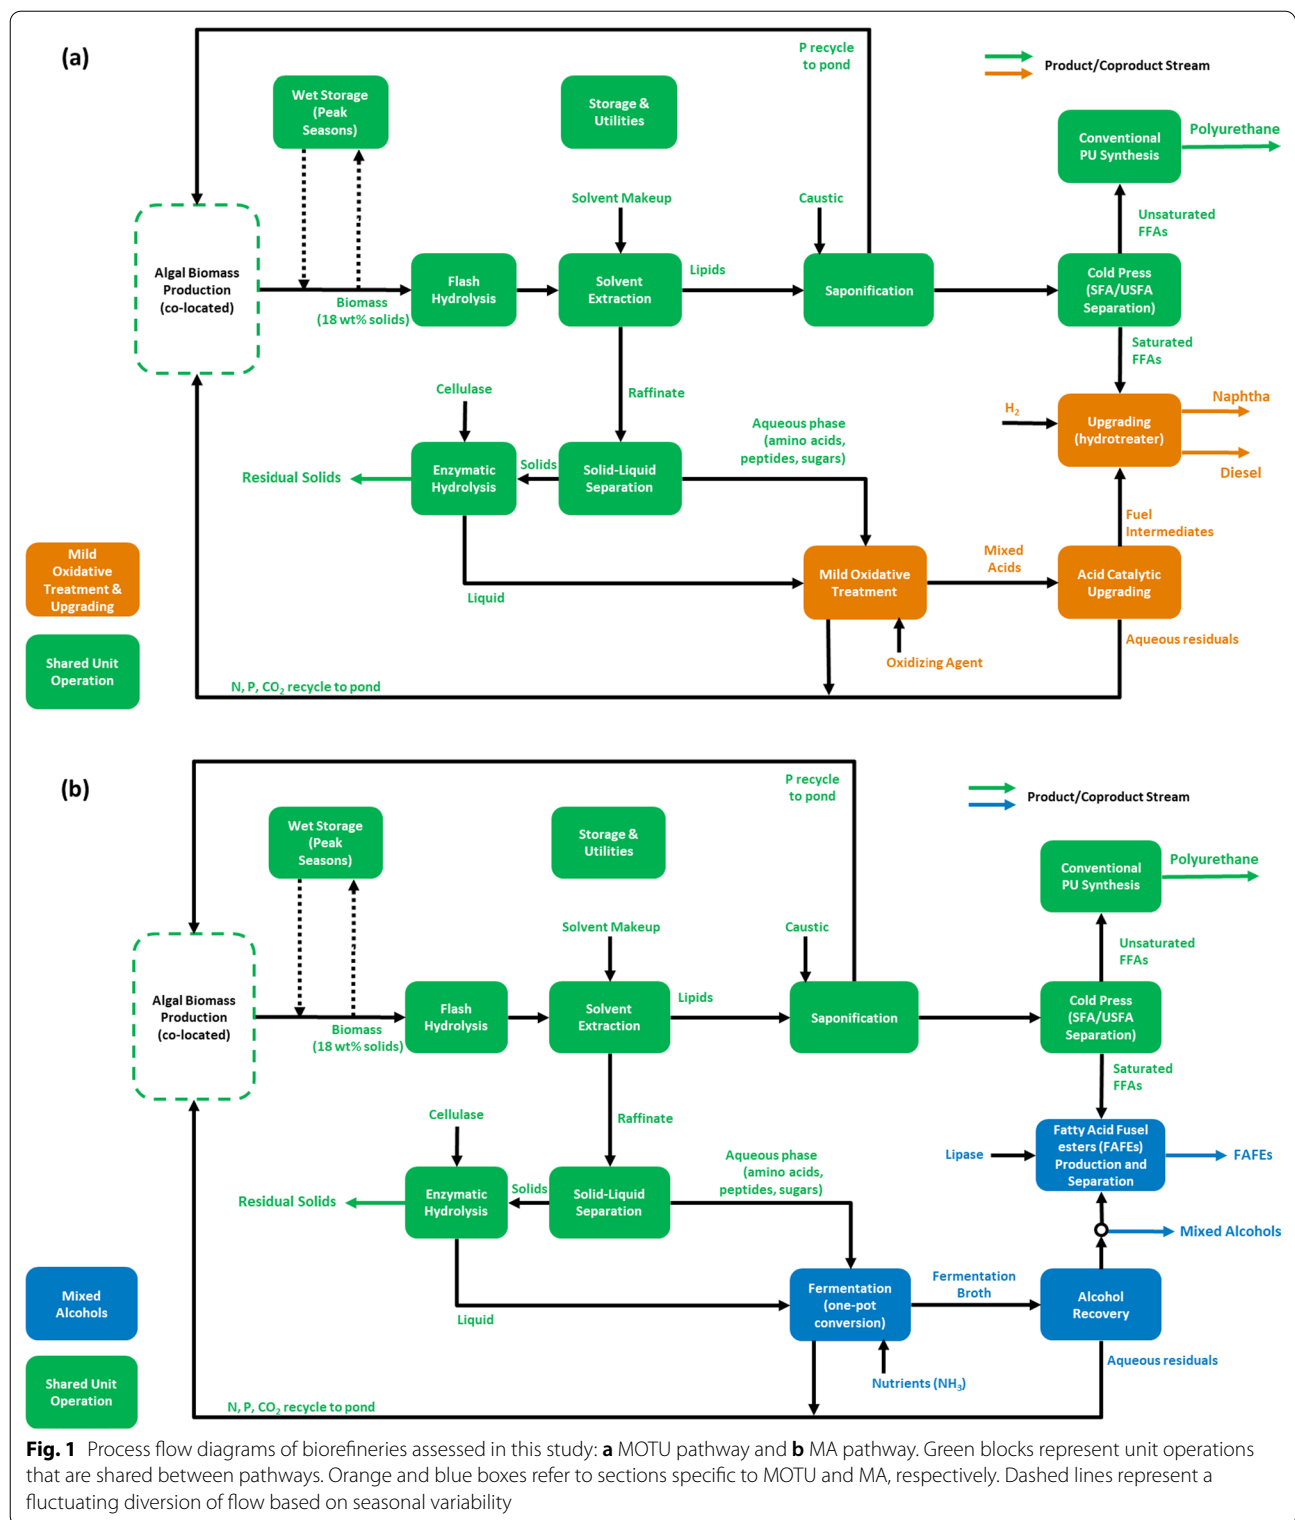 (a)
P recycle
to pond
Product/Coproduct Stream
Wet Storage
(Peak
Seasons)
Storage &
Utilities
Conventional
PU Synthesis
Polyurethane
Solvent Makeup
Caustic
Unsaturated
FFAs
Algal Biomass
Production
(co-located)
Biomass
(18 wt% solids)
Flash
Hydrolysis
Solvent
Extraction
Lipids
Saponification
Cold Press
(SFA/USFA
Separation)
Saturated
FFAs
Cellulase
Raffinate
Aqueous phase
(amino acids,
peptides, sugars)
H2
Upgrading
(hydrotreater)
Naphtha
Diesel
Residual Solids
Enzymatic
Hydrolysis
Solids
Solid-Liquid
Separation
Fuel
Intermediates
Mild
Oxidative
Treatment &
Upgrading
Liquid
Mild Oxidative
Treatment
Mixed
Acids
Acid Catalytic
Upgrading
Shared Unit
Operation
Oxidizing Agent
Aqueous residuals
N, P, CO2 recycle to pond
(b)
P recycle
to pond
Product/Coproduct Stream
Wet Storage
(Peak
Seasons)
Storage &
Utilities
Conventional
PU Synthesis
Polyurethane
Solvent Makeup
Caustic
Unsaturated
FFAs
Algal Biomass
Production
(co-located)
Biomass
(18 wt% solids)
Flash
Hydrolysis
Solvent
Extraction
Lipids
Saponification
Cold Press
(SFA/USFA
Separation)
Saturated
FFAs
Cellulase
Raffinate
Aqueous phase
(amino acids,
peptides, sugars)
Lipase
Fatty Acid Fusel
esters (FAFEs)
Production and
Separation
FAFEs
Residual Solids
Enzymatic
Hydrolysis
Solids
Solid-Liquid
Separation
Mixed Alcohols
Mixed
Alcohols
Liquid
Fermentation
(one-pot
conversion)
Fermentation
Broth
Alcohol
Recovery
Shared Unit
Operation
Nutrients (NH3)
Aqueous residuals
N, P, CO2 recycle to pond
Fig. 1 Process flow diagrams of biorefineries assessed in this study: a MOTU pathway and b MA pathway. Green blocks represent unit operations
that are shared between pathways. Orange and blue boxes refer to sections specific to MOTU and MA, respectively. Dashed lines represent a
fluctuating diversion of flow based on seasonal variability